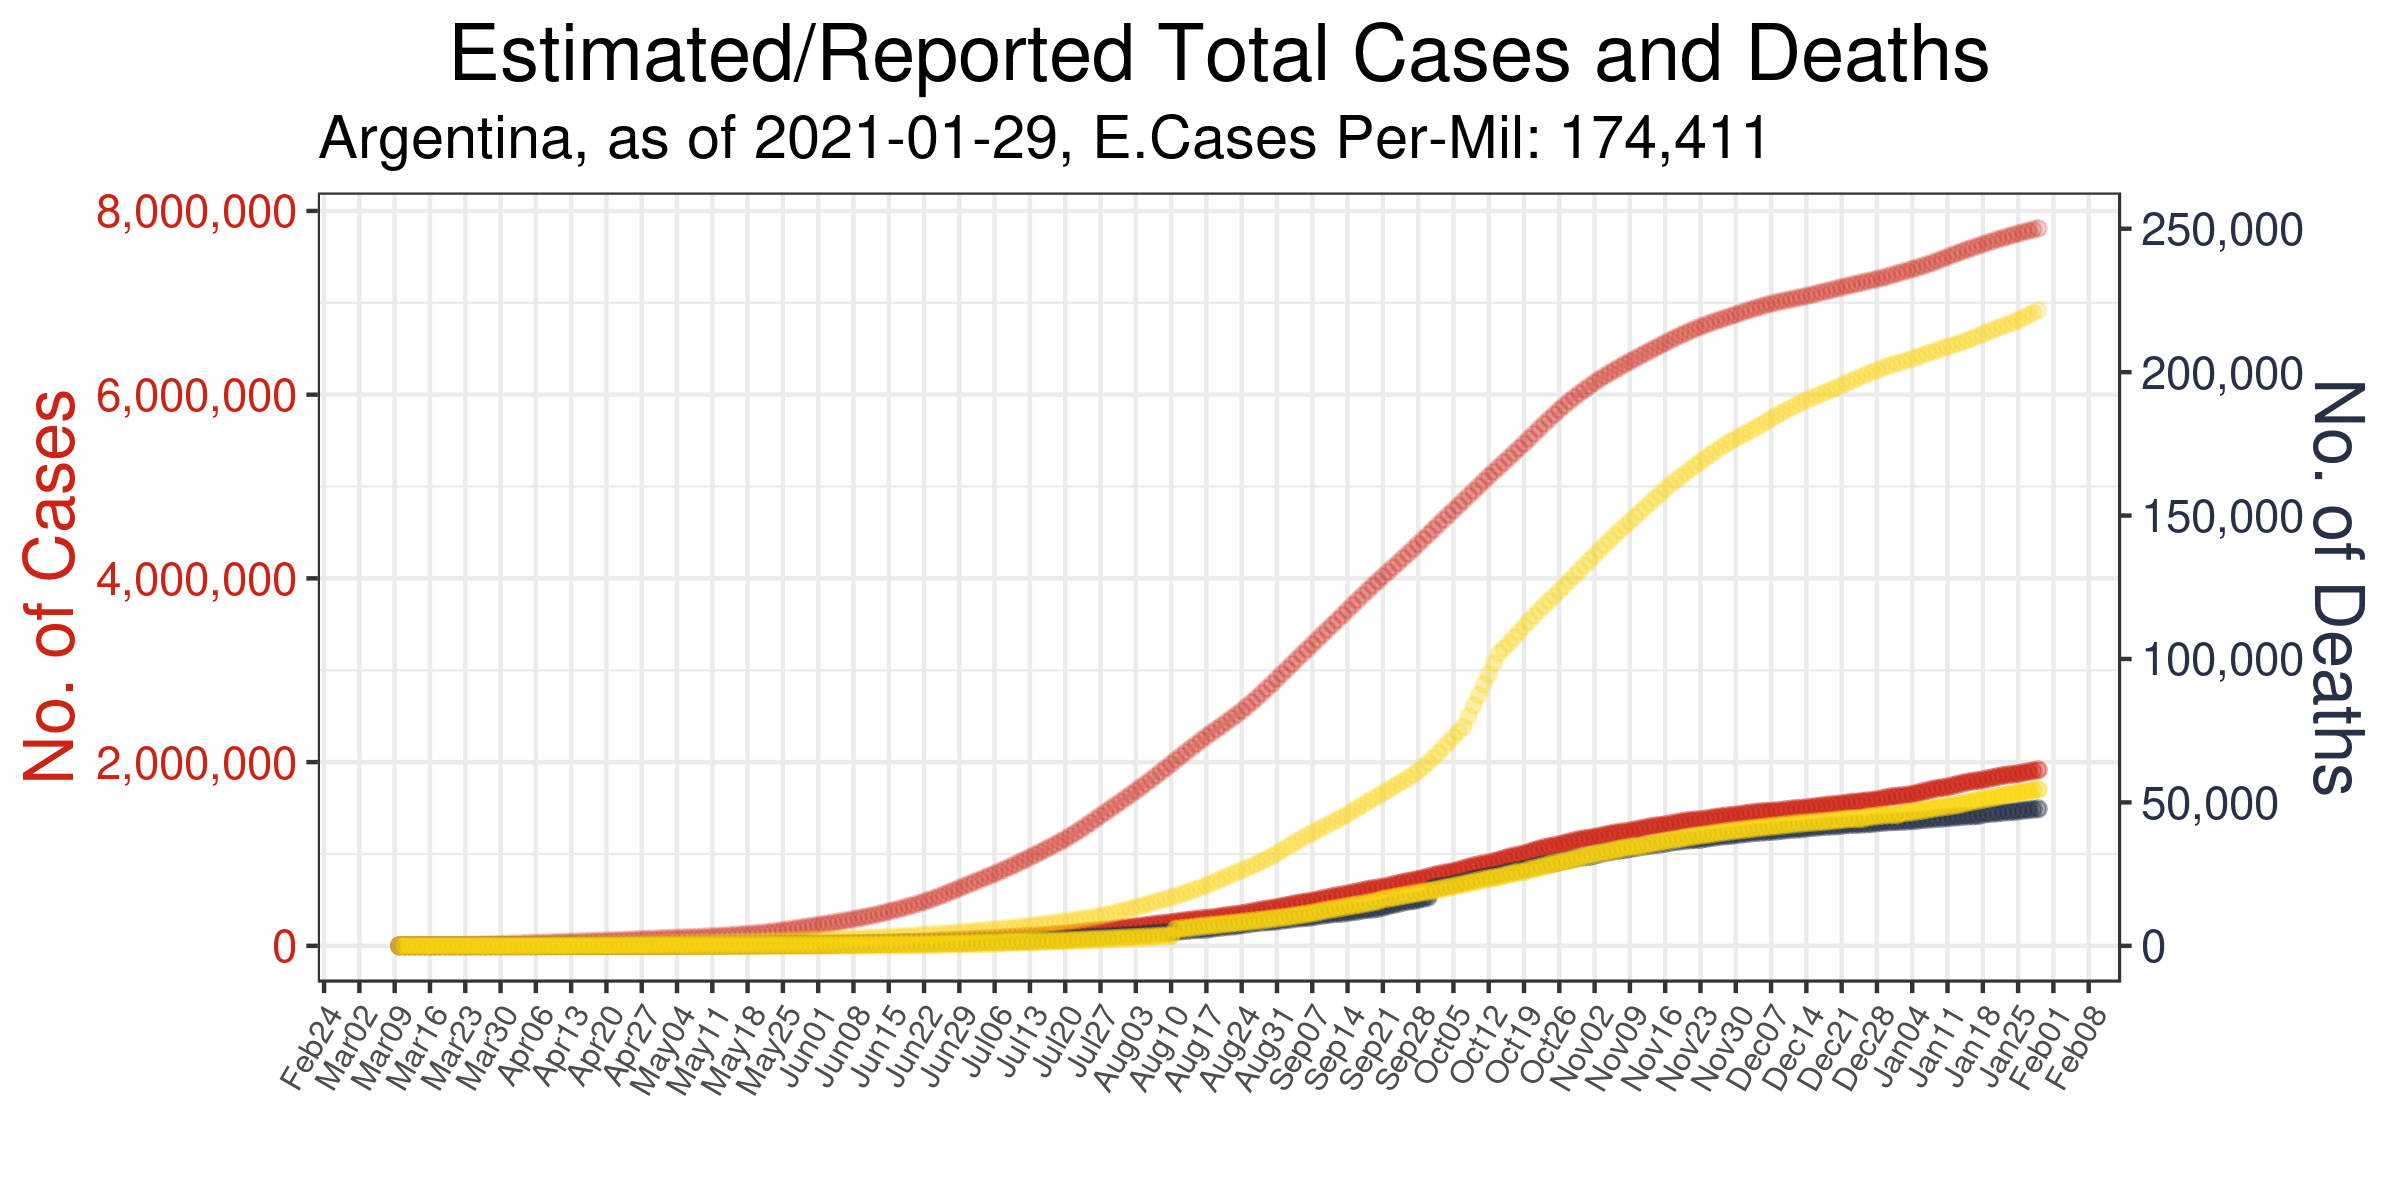 Estimated/Reported Total Cases and Deaths
Argentina, as of 2021-01-29, E.Cases Per-Mil: 174,411
No. of Cases
8,000,000
6,000,000
4,000,000
2,000,000
0
250,000
200,000
150,000
100,000
50,000
0
No. of Deaths
Feb24
Mar02
Mar09
Mar16
Mar23
Mar30
Apr06
Apr13
Apr20
Apr27
May04
May11
May18
May25
Jun01
Jun08
Jun15
Jun22
Jun29
Jul06
Jul13
Jul20
Jul27
Aug03
Aug10
Aug17
Aug24
Aug31
Sep07
Sep14
Sep21
Sep28
Oct05
Oct12
Oct19
Oct26
Nov02
Nov09
Nov16
Nov23
Nov30
Dec07
Dec14
Dec21
Dec28
Jan04
Jan11
Jan18
Jan25
Feb01
Feb08